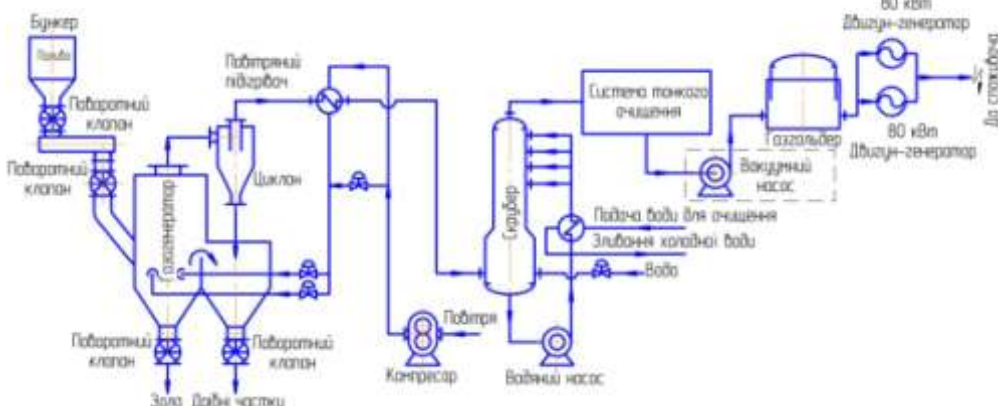 80 кВт
Двигун-генератор
Бункер
Паливо
Поворотний
клапан
Повітряний
підігрівач
Поворотний
клапан
Циклон
Газогенератор
Скрубер
Система тонкого
очищення
Газгольдер
80 кВт
Двигун-генератор
До споживача
Вакуумний
насос
Подача води для очищення
Зливання холодної води
Вода
Повітря
Компресор
Водяний насос
Поворотний
клапан
Поворотний
клапан
Зола
Дрібні частки